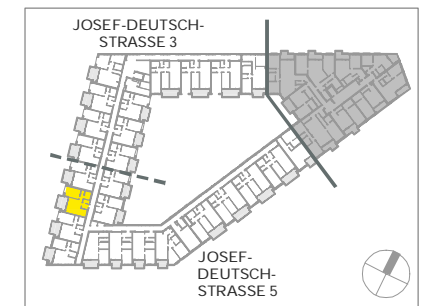 JOSEF-DEUTSCH-
STRASSE 3
JOSEF-
DEUTSCH-
STRASSE 5